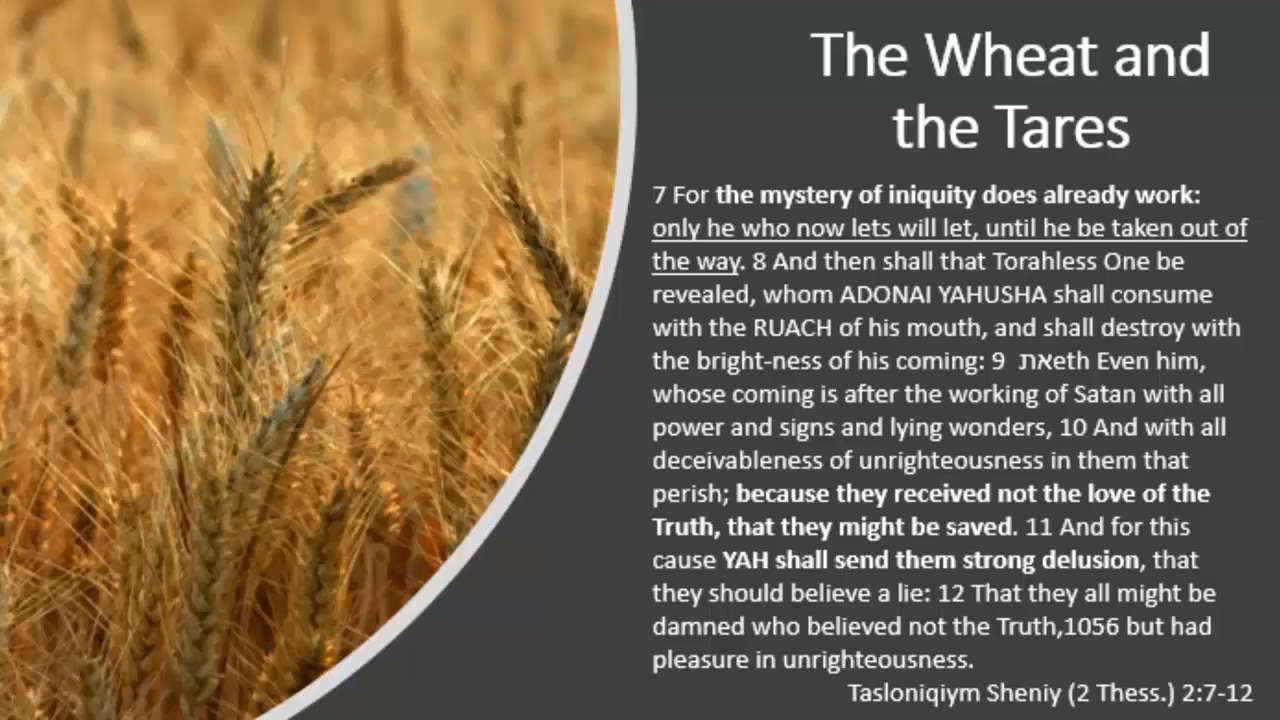 The Wheat and
the Tares
7 For the mystery of iniquity does already work:
only he who now lets will let, until he be taken out of
the way. 8 And then shall that Torahless One be
revealed, whom ADONAI YAHUSHA shall consume
with the RUACH of his mouth, and shall destroy with
the bright-ness of his coming: 9 אתeth Even him,
whose coming is after the working of Satan with all
power and signs and lying wonders, 10 And with all
deceivableness of unrighteousness in them that
perish; because they received not the love of the
Truth, that they might be saved. 11 And for this
cause YAH shall send them strong delusion, that
they should believe a lie: 12 That they all might be
damned who believed not the Truth,1056 but had
pleasure in unrighteousness.
Tasloniqiym Sheniy (2 Thess.) 2:7-12